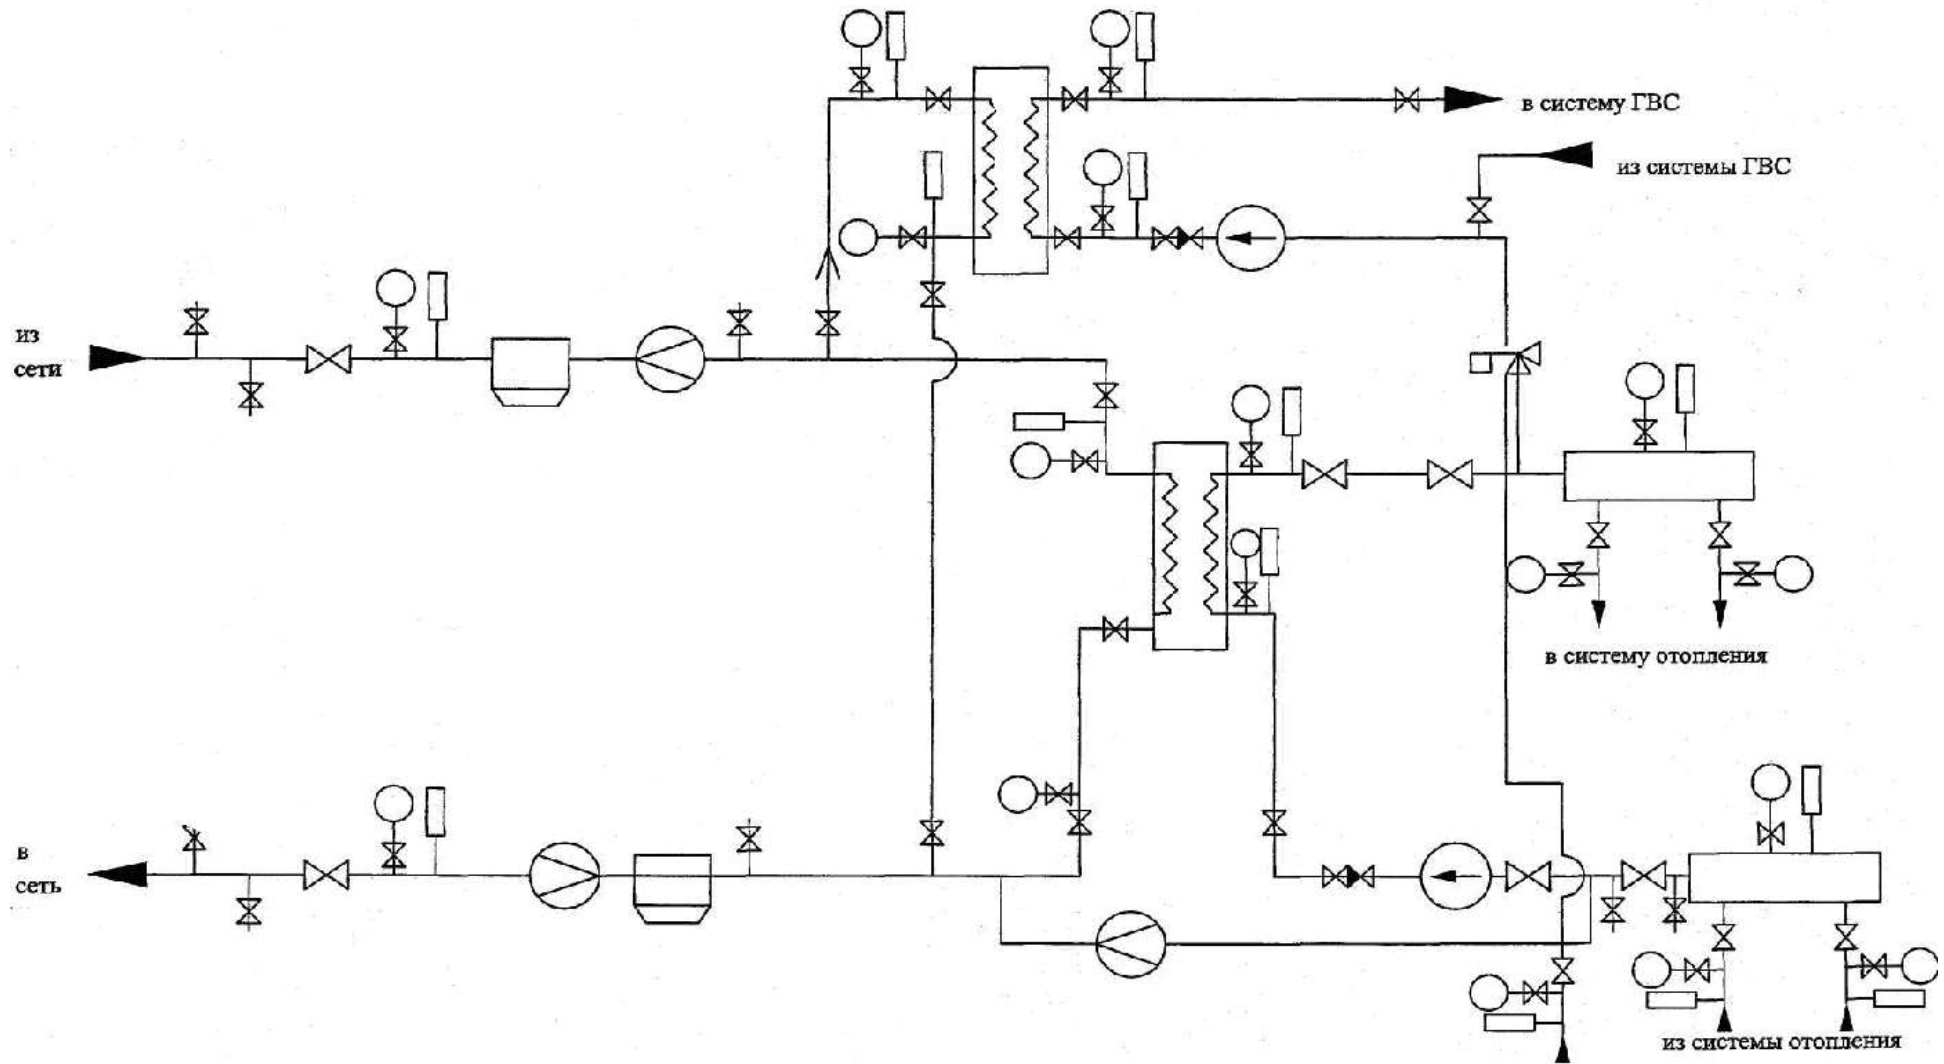 в систему ГВС
из системы ГВС
из
сети
в систему отопления
в
сеть
из системы отопления